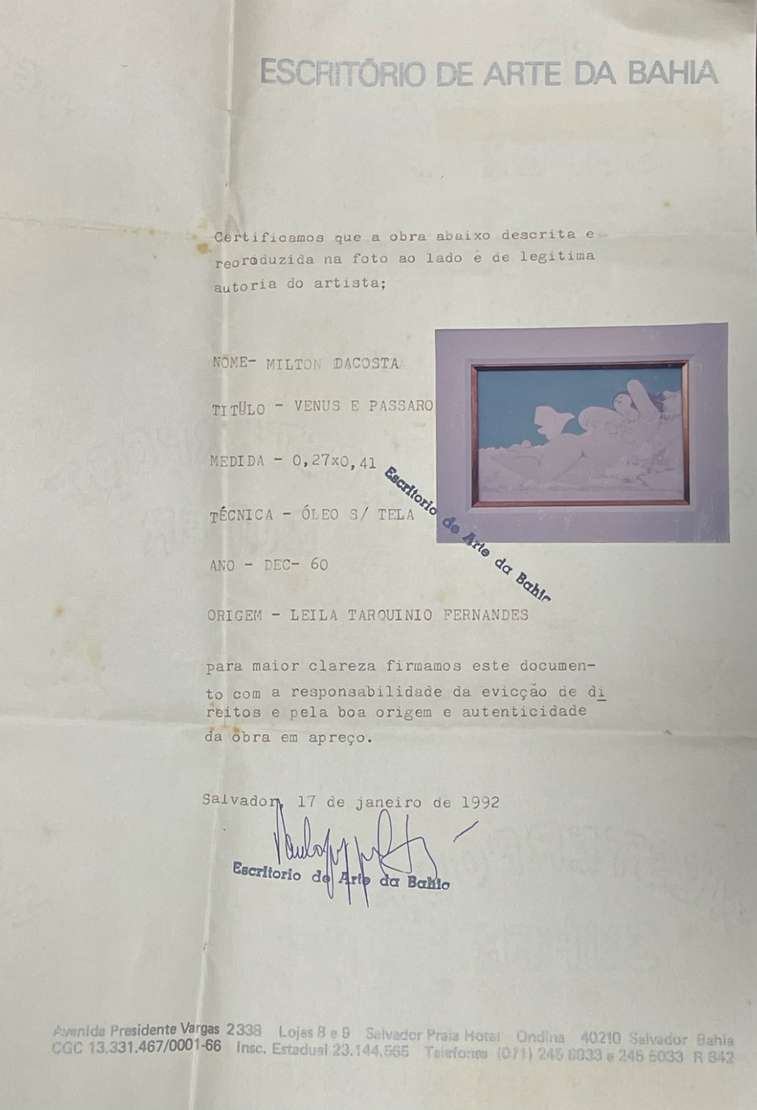 ESCRITÓRIO DE ARTE DA BAHIA
Certificamos que a obra abaixo descrita e
reoroduzida na foto ao lado è de legitima
autoria do artista;
NOME- MILTON DACOSTA
TITULO - VENUS E PASSARO
MEDIDA - 0,27x0,41
TÉCNICA - ÓLEO S/ TELA
ANO - DEC- 60
ORIGEM - LEILA TARQUINIO FERNANDES
Escritorio de Arte da Bahia
para maior clareza firmamos este documen-
to com a responsabilidade da evicção de di
reitos e pela boa origem e autenticidade
da obra em apreço.
Salvador, 17 de janeiro de 1992
Escritorio de Arte da Bahia
Avenida Presidente Vargas 2338 Lojas 8 e 9 Salvador Praia Hotel Ondina 40210 Salvador Bahia
CGC 13.331.467/0001-66 Insc. Estadual 23.144.565 Telefones (071) 245 5033 R 842